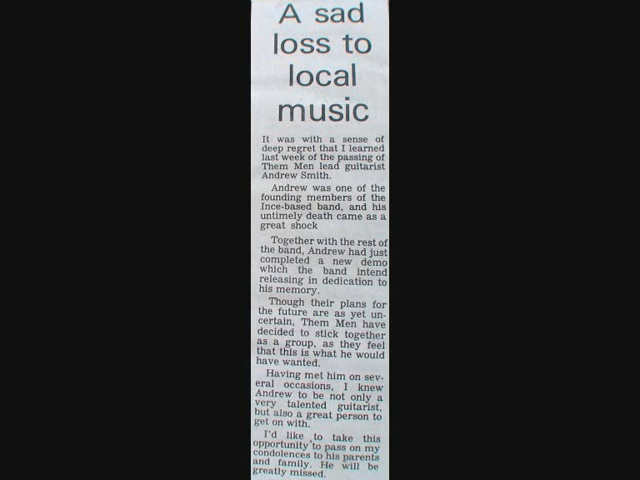 A sad
loss to
local
music
It was with a sense of
deep regret that I learned
last week of the passing of
Them Men lead guitarist
Andrew Smith.
Andrew was one of the
founding members of the
Ince-based band, and his
untimely death came as a
great shock
Together with the rest of
the band, Andrew had just
completed a new demo
which the band intend
releasing in dedication to
his memory.
Though their plans for
the future are as yet un-
certain, Them Men have
decided to stick together
as a group, as they feel
that this is what he would
have wanted.
Having met him on sev-
eral occasions, I knew
Andrew to be not only a
very talented guitarist,
but also a great person to
get on with.
I'd like to take this
opportunity to pass on my
condolences to his parents
and family. He will be
greatly missed.